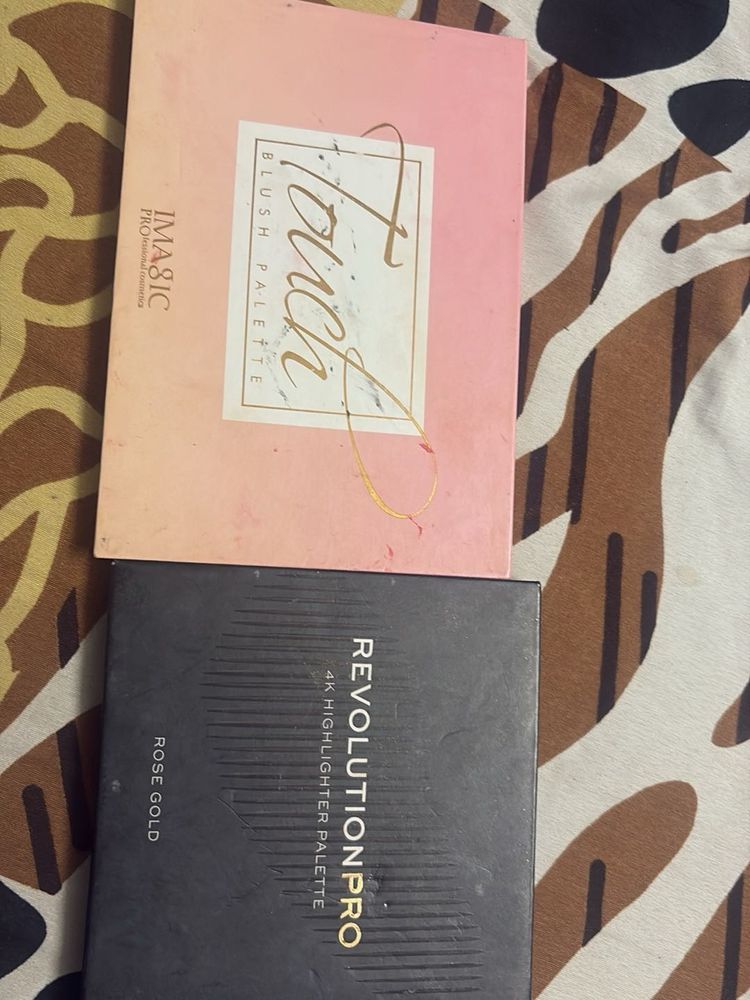 Touch
BLUSH PALETTE
IMAGIC
PROfessional cosmetics
REVOLUTIONPRO
4K HIGHLIGHTER PALETTE
ROSE GOLD